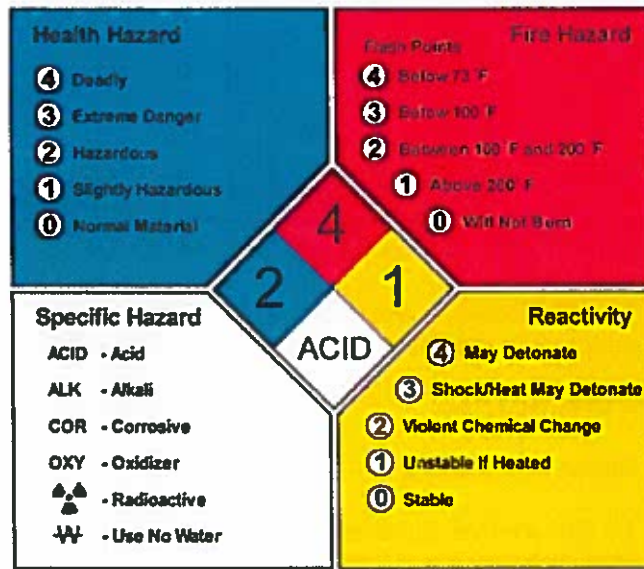 Health Hazard
4 Deadly
3 Extreme Danger
2 Hazardous
1 Slightly Hazardous
0 Normal Material
Fire Hazard
Flash Points
4 Below 73 °F
3 Below 100 °F
2 Between 100 °F and 200 °F
1 Above 200 °F
0 Will Not Burn
4
2
1
ACID
Specific Hazard
ACID - Acid
ALK - Alkali
COR - Corrosive
OXY - Oxidizer
- Radioactive
W - Use No Water
Reactivity
4 May Detonate
3 Shock/Heat May Detonate
2 Violent Chemical Change
1 Unstable If Heated
0 Stable